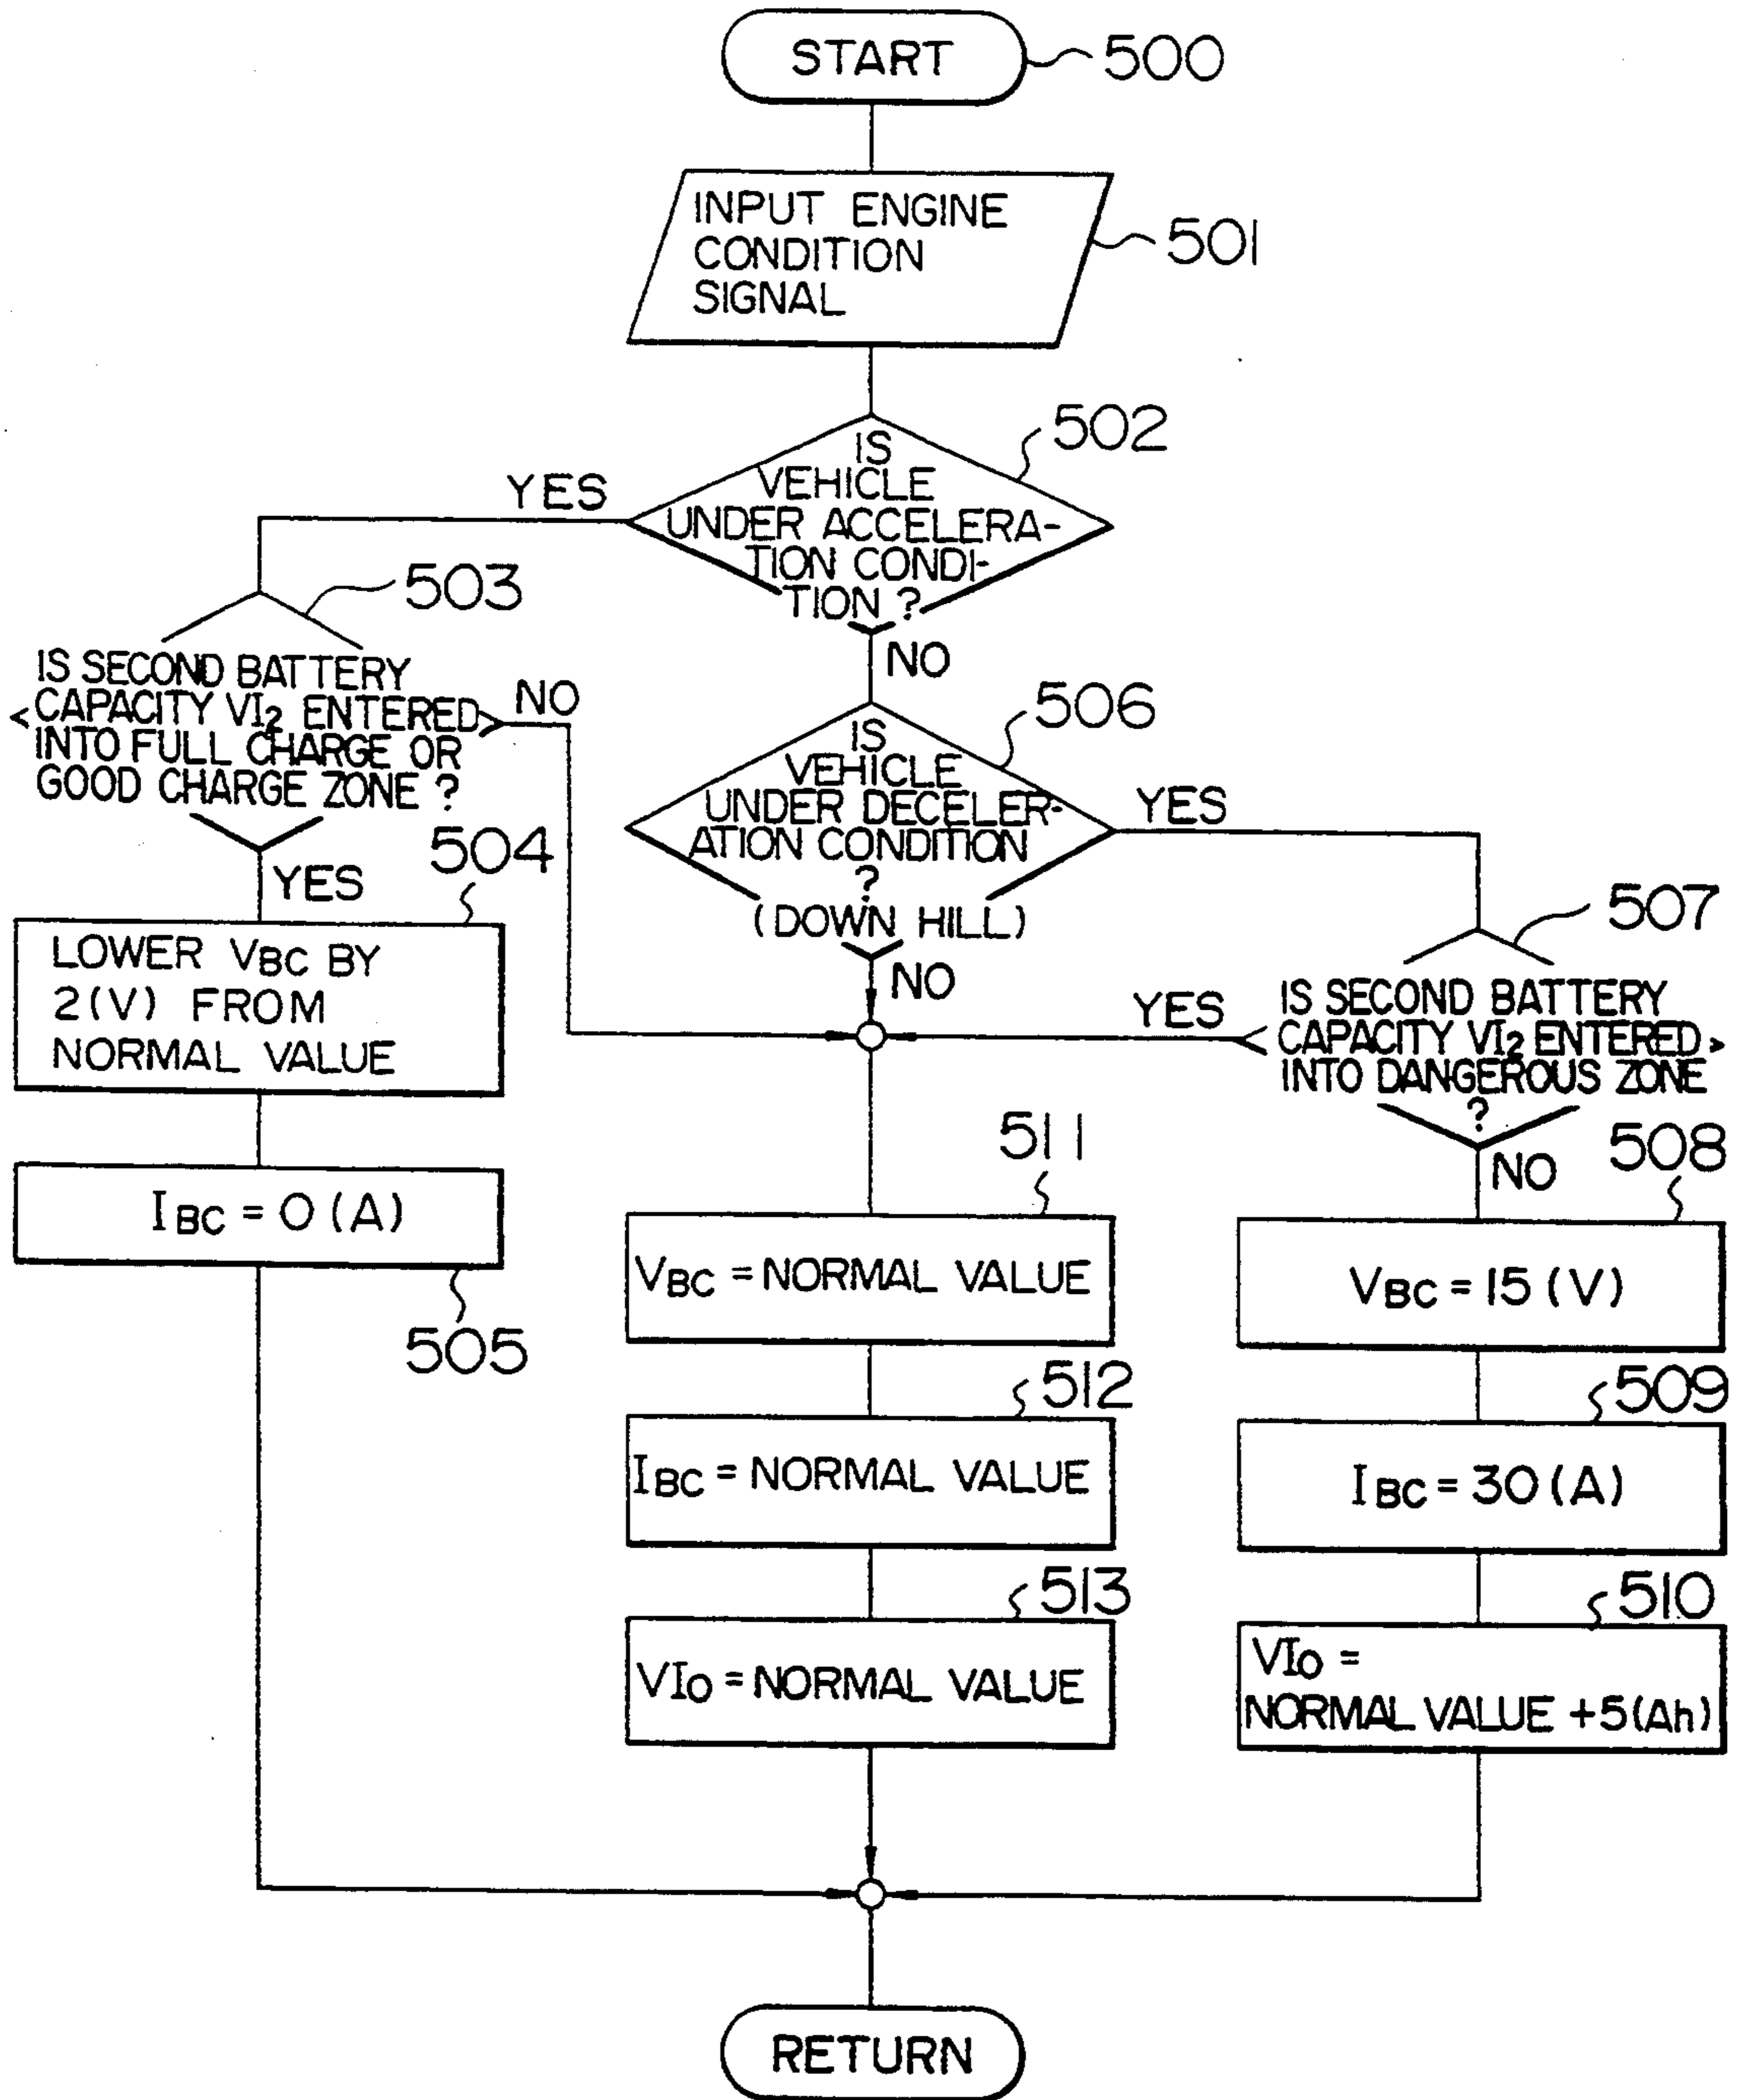 START
500
INPUT ENGINE
CONDITION
SIGNAL
501
IS
VEHICLE
UNDER ACCELERA-
TION CONDI-
TION ?
502
YES
NO
503
IS SECOND BATTERY
CAPACITY VI2 ENTERED
INTO FULL CHARGE OR
GOOD CHARGE ZONE ?
NO
YES
504
LOWER VBC BY
2(V) FROM
NORMAL VALUE
IBC = 0 (A)
505
506
IS
VEHICLE
UNDER DECELER-
ATION CONDITION
?
(DOWN HILL)
YES
NO
507
IS SECOND BATTERY
CAPACITY VI2 ENTERED
INTO DANGEROUS ZONE
?
YES
NO
511
VBC = NORMAL VALUE
512
IBC = NORMAL VALUE
513
VIO = NORMAL VALUE
508
VBC = 15 (V)
509
IBC = 30 (A)
510
VIO =
NORMAL VALUE +5(Ah)
RETURN